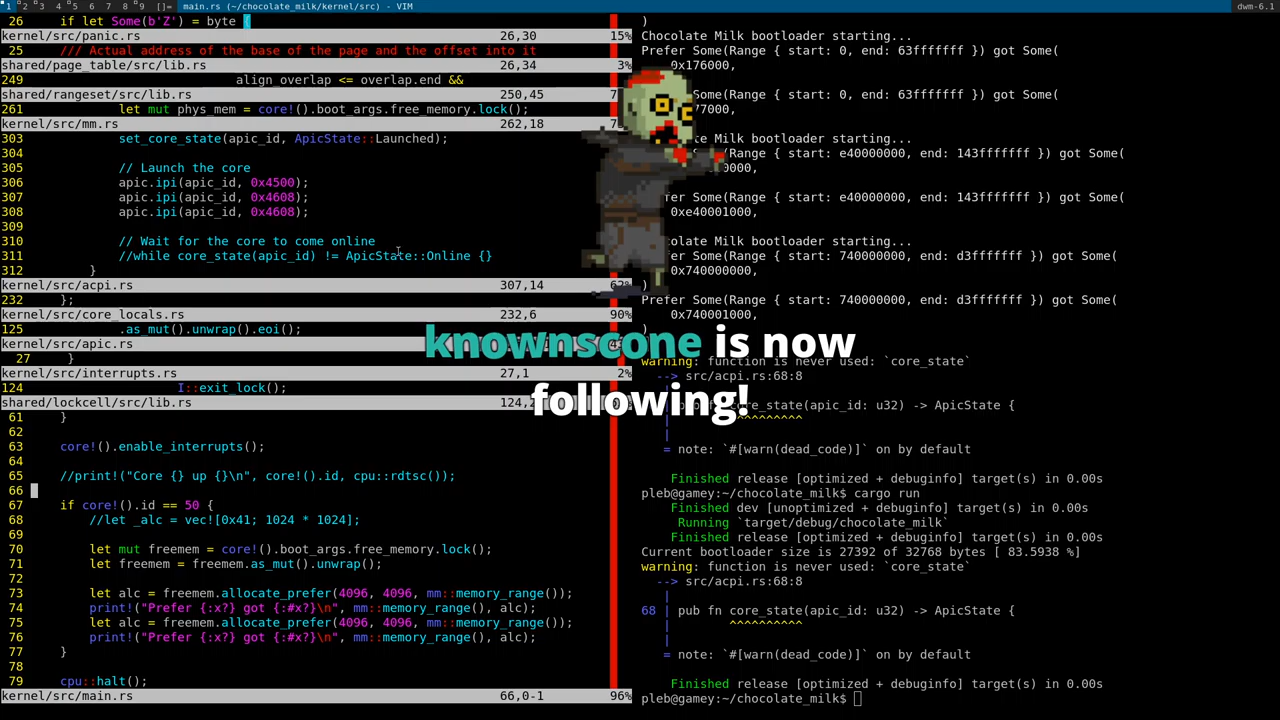 1 2 3 4 5 6 7 8 9 []= main.rs (~/chocolate_milk/kernel/src) - VIM dwm-6.1
26 if let Some(b'Z') = byte {
kernel/src/panic.rs 26,30 15%
25 /// Actual address of the base of the page and the offset into it
shared/page_table/src/lib.rs 26,34 3%
249 align_overlap <= overlap.end &&
shared/rangeset/src/lib.rs 250,45
261 let mut phys_mem = core!().boot_args.free_memory.lock();
kernel/src/mm.rs 262,18
303 set_core_state(apic_id, ApicState::Launched);
304
305 // Launch the core
306 apic.ipi(apic_id, 0x4500);
307 apic.ipi(apic_id, 0x4608);
308 apic.ipi(apic_id, 0x4608);
309
310 // Wait for the core to come online
311 //while core_state(apic_id) != ApicState::Online {}
312 }
kernel/src/acpi.rs 307,14 62%
232 };
kernel/src/core_locals.rs 232,6 90%
125 .as_mut().unwrap().eoi();
kernel/src/apic.rs
27 }
kernel/src/interrupts.rs 27,1 2%
124 I::exit_lock();
shared/lockcell/src/lib.rs
61 }
62
63 core!().enable_interrupts();
64
65 //print!("Core {} up {}\n", core!().id, cpu::rdtsc());
66
67 if core!().id == 50 {
68 //let _alc = vec![0x41; 1024 * 1024];
69
70 let mut freemem = core!().boot_args.free_memory.lock();
71 let freemem = freemem.as_mut().unwrap();
72
73 let alc = freemem.allocate_prefer(4096, 4096, mm::memory_range());
74 print!("Prefer {:x?} got {:#x?}\n", mm::memory_range(), alc);
75 let alc = freemem.allocate_prefer(4096, 4096, mm::memory_range());
76 print!("Prefer {:x?} got {:#x?}\n", mm::memory_range(), alc);
77 }
78
79 cpu::halt();
kernel/src/main.rs 66,0-1 96%
knownscone is now
following!
)
Chocolate Milk bootloader starting...
Prefer Some(Range { start: 0, end: 63fffffff }) got Some(
0x176000,
Some(Range { start: 0, end: 63fffffff }) got Some(
Milk bootloader starting...
Some(Range { start: e40000000, end: 143fffffff }) got Some(
Some(Range { start: e40000000, end: 143fffffff }) got Some(
0xe40001000,
Milk bootloader starting...
Some(Range { start: 740000000, end: d3fffffff }) got Some(
0x740000000,
)
Prefer Some(Range { start: 740000000, end: d3fffffff }) got Some(
0x740001000,
)
warning: function is never used: `core_state`
--> src/acpi.rs:68:8
|
core_state(apic_id: u32) -> ApicState {
| ^^^^^^^^^^
|
= note: `#[warn(dead_code)]` on by default
Finished release [optimized + debuginfo] target(s) in 0.00s
pleb@gamey:~/chocolate_milk$ cargo run
Finished dev [unoptimized + debuginfo] target(s) in 0.00s
Running `target/debug/chocolate_milk`
Finished release [optimized + debuginfo] target(s) in 0.00s
Current bootloader size is 27392 of 32768 bytes [ 83.5938 %]
warning: function is never used: `core_state`
--> src/acpi.rs:68:8
|
68 | pub fn core_state(apic_id: u32) -> ApicState {
| ^^^^^^^^^^
|
= note: `#[warn(dead_code)]` on by default
Finished release [optimized + debuginfo] target(s) in 0.00s
pleb@gamey:~/chocolate_milk$